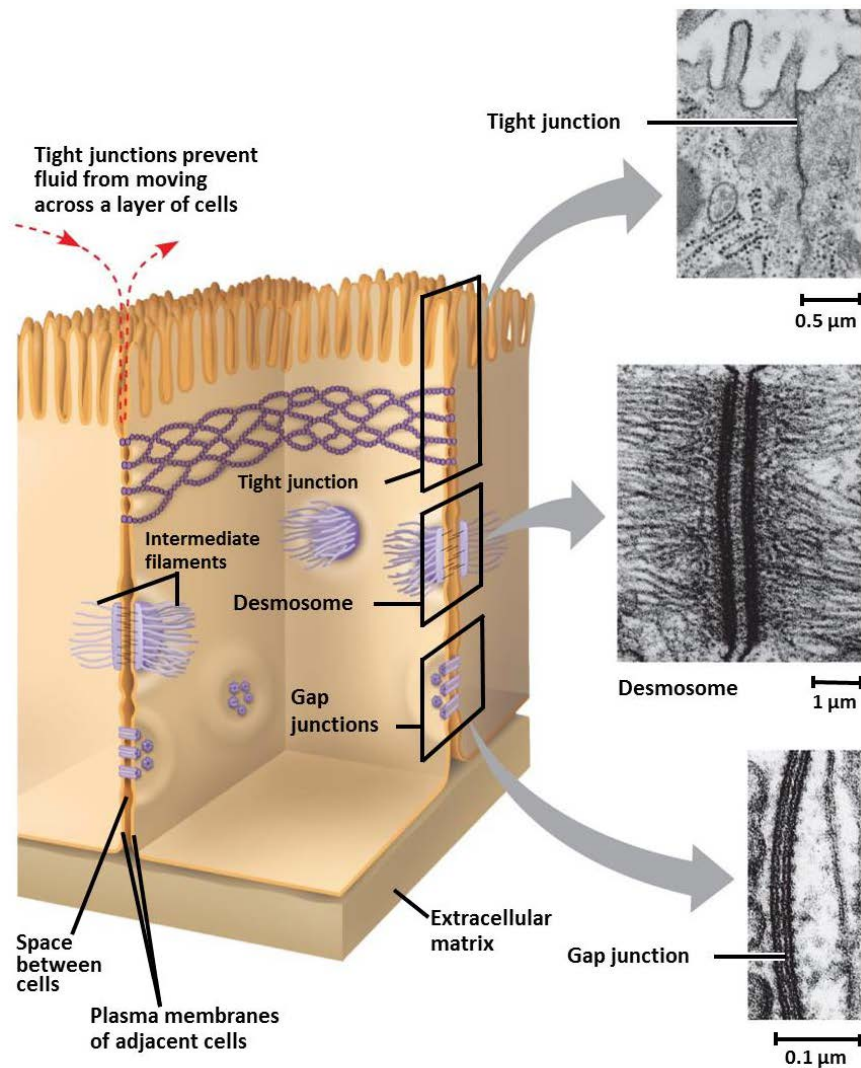 Tight junction
Tight junctions prevent
fluid from moving
across a layer of cells
0.5 µm
Tight junction
Intermediate
filaments
Desmosome
Gap
junctions
Desmosome
1 µm
Extracellular
matrix
Space
between
cells
Plasma membranes
of adjacent cells
Gap junction
0.1 µm